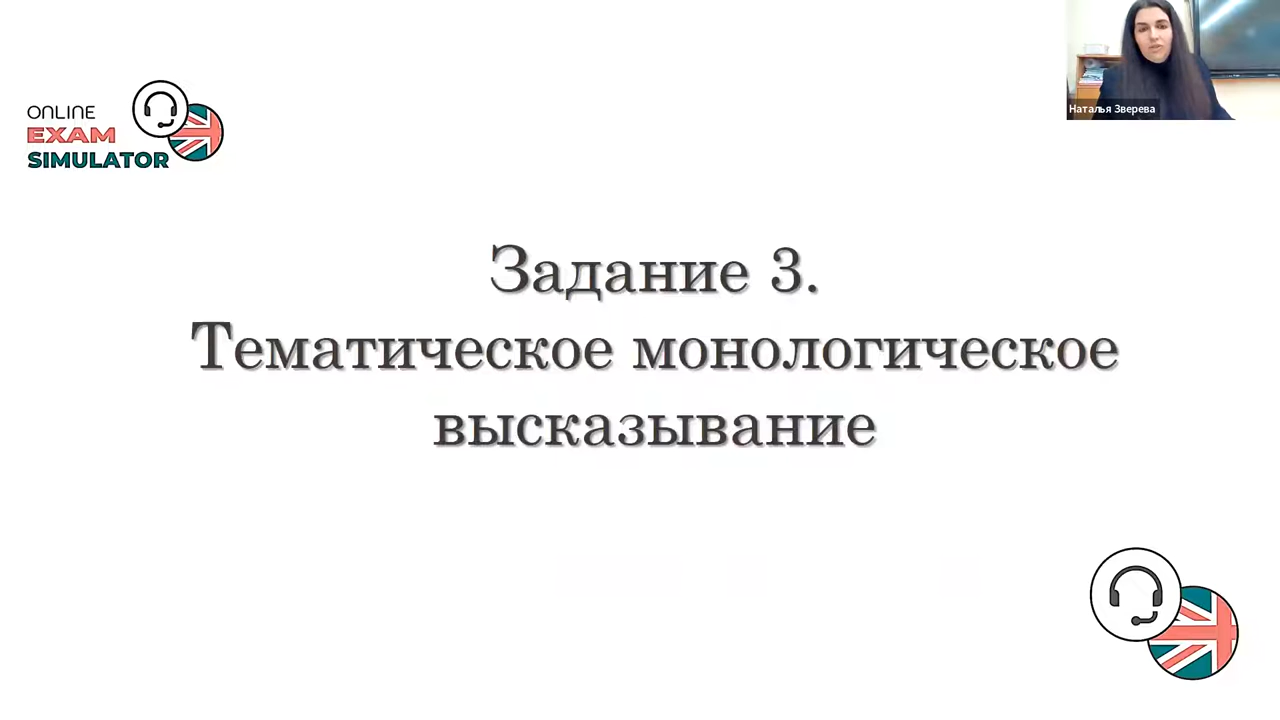 Наталья Зверева
ONLINE
EXAM
SIMULATOR
Задание 3.
Тематическое монологическое
высказывание